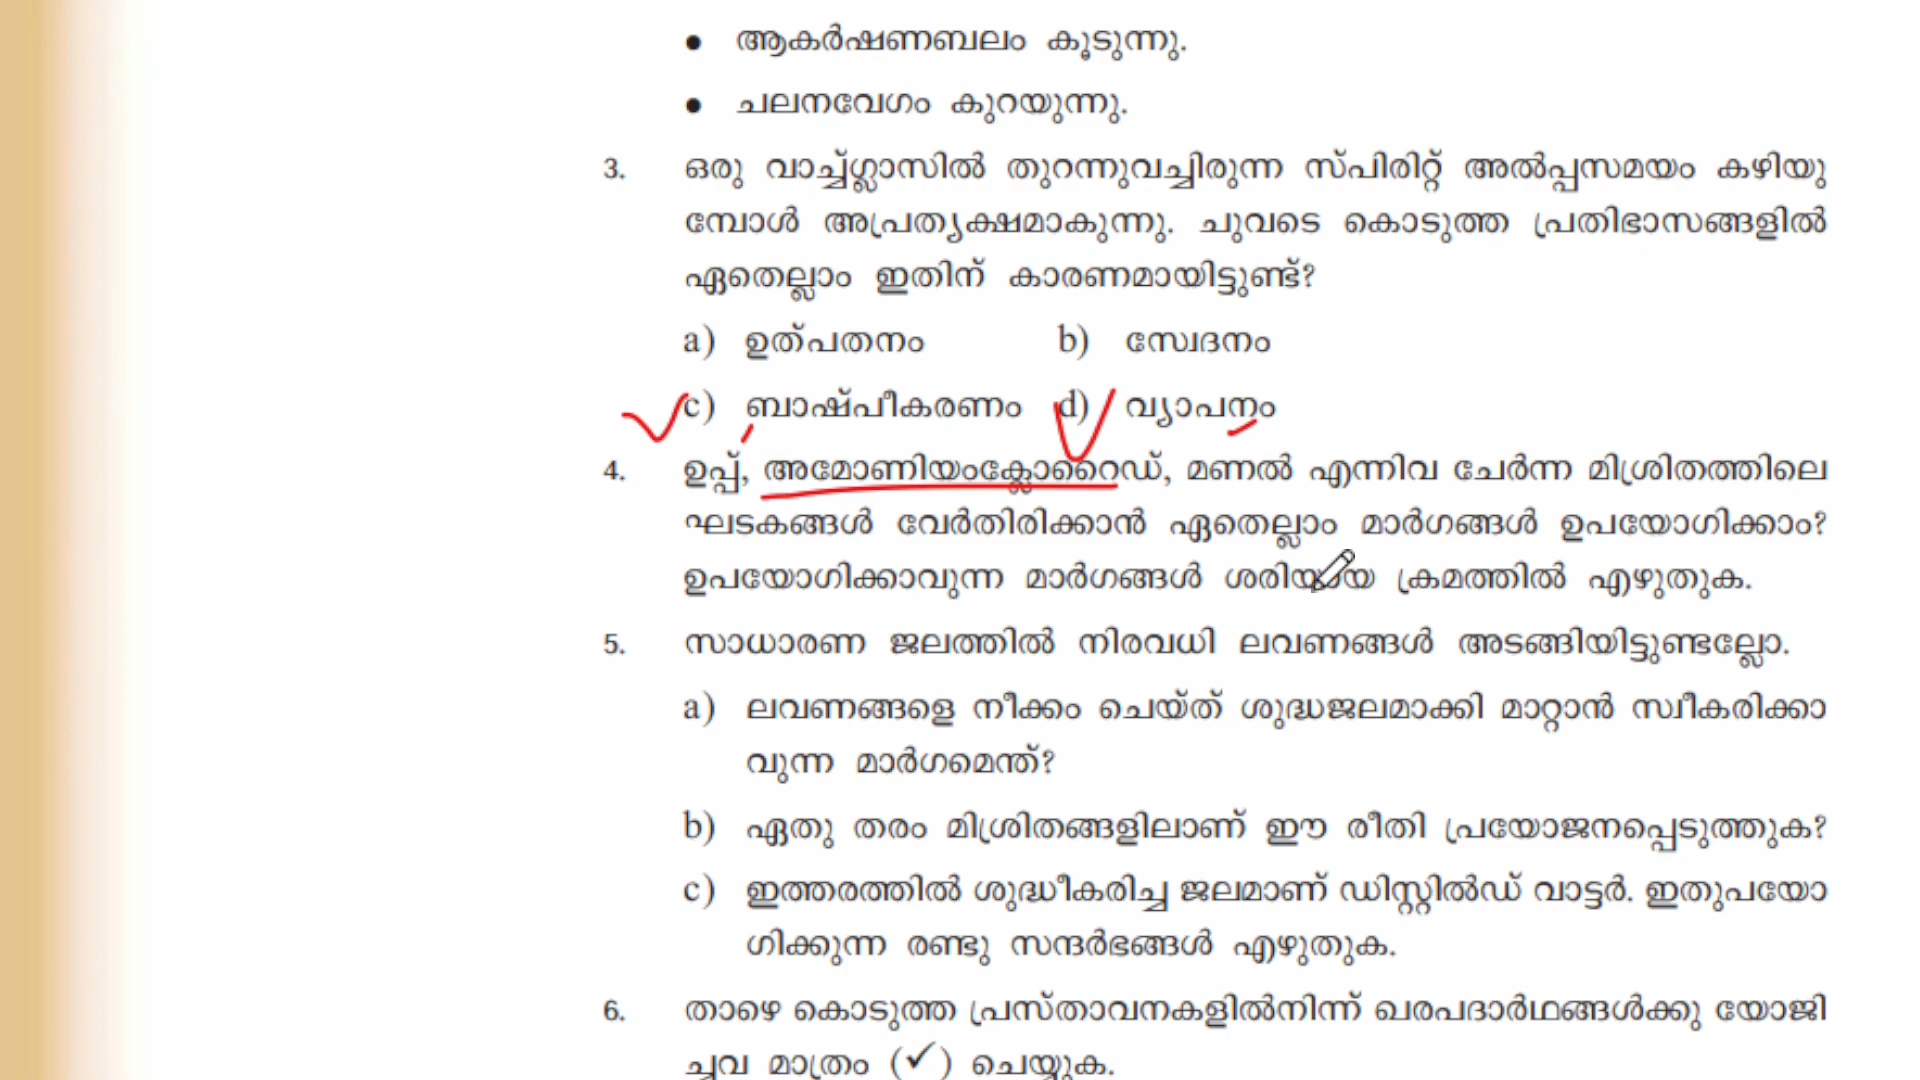 • ആകർഷണബലം കൂടുന്നു.
• ചലനവേഗം കുറയുന്നു.
3. ഒരു വാച്ച്ഗ്ലാസിൽ തുറന്നുവച്ചിരുന്ന സ്പിരിറ്റ് അൽപ്പസമയം കഴിയു
മ്പോൾ അപ്രത്യക്ഷമാകുന്നു. ചുവടെ കൊടുത്ത പ്രതിഭാസങ്ങളിൽ
ഏതെല്ലാം ഇതിന് കാരണമായിട്ടുണ്ട്?
a) ഉത്പതനം b) സ്വേദനം
c) ബാഷ്പീകരണം d) വ്യാപനം
4. ഉപ്പ്, അമോണിയംക്ലോറൈഡ്, മണൽ എന്നിവ ചേർന്ന മിശ്രിതത്തിലെ
ഘടകങ്ങൾ വേർതിരിക്കാൻ ഏതെല്ലാം മാർഗങ്ങൾ ഉപയോഗിക്കാം?
ഉപയോഗിക്കാവുന്ന മാർഗങ്ങൾ ശരിയായ ക്രമത്തിൽ എഴുതുക.
5. സാധാരണ ജലത്തിൽ നിരവധി ലവണങ്ങൾ അടങ്ങിയിട്ടുണ്ടല്ലോ.
a) ലവണങ്ങളെ നീക്കം ചെയ്ത് ശുദ്ധജലമാക്കി മാറ്റാൻ സ്വീകരിക്കാ
വുന്ന മാർഗമെന്ത്?
b) ഏതു തരം മിശ്രിതങ്ങളിലാണ് ഈ രീതി പ്രയോജനപ്പെടുത്തുക?
c) ഇത്തരത്തിൽ ശുദ്ധീകരിച്ച ജലമാണ് ഡിസ്റ്റിൽഡ് വാട്ടർ. ഇതുപയോ
ഗിക്കുന്ന രണ്ടു സന്ദർഭങ്ങൾ എഴുതുക.
6. താഴെ കൊടുത്ത പ്രസ്താവനകളിൽനിന്ന് ഖരപദാർഥങ്ങൾക്കു യോജി
ച്ചവ മാത്രം (✓) ചെയ്യുക.